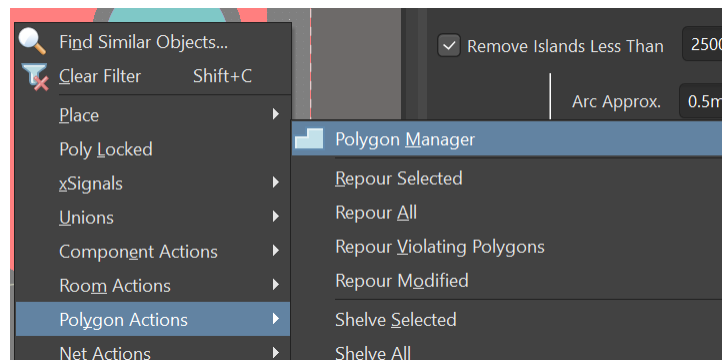 Find Similar Objects...
Clear Filter Shift+C
Place
Poly Locked
xSignals
Unions
Component Actions
Room Actions
Polygon Actions
Net Actions
Remove Islands Less Than 2500
Arc Approx. 0.5m
Polygon Manager
Repour Selected
Repour All
Repour Violating Polygons
Repour Modified
Shelve Selected
Shelve All